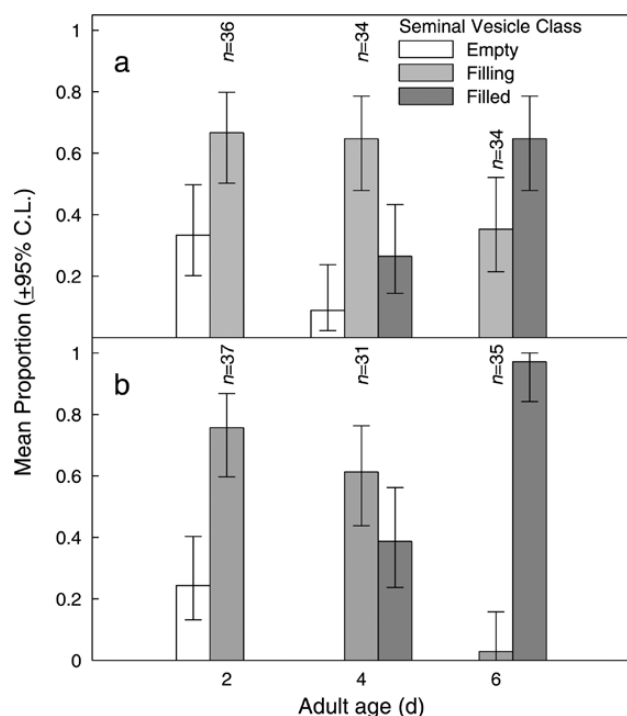 Seminal Vesicle Class
Empty
Filling
Filled
a
n=36
n=34
n=34
1
0.8
0.6
0.4
0.2
b
n=37
n=31
n=35
1
0.8
0.6
0.4
0.2
0
2 4 6
Adult age (d)
Mean Proportion (±95% C.L.)